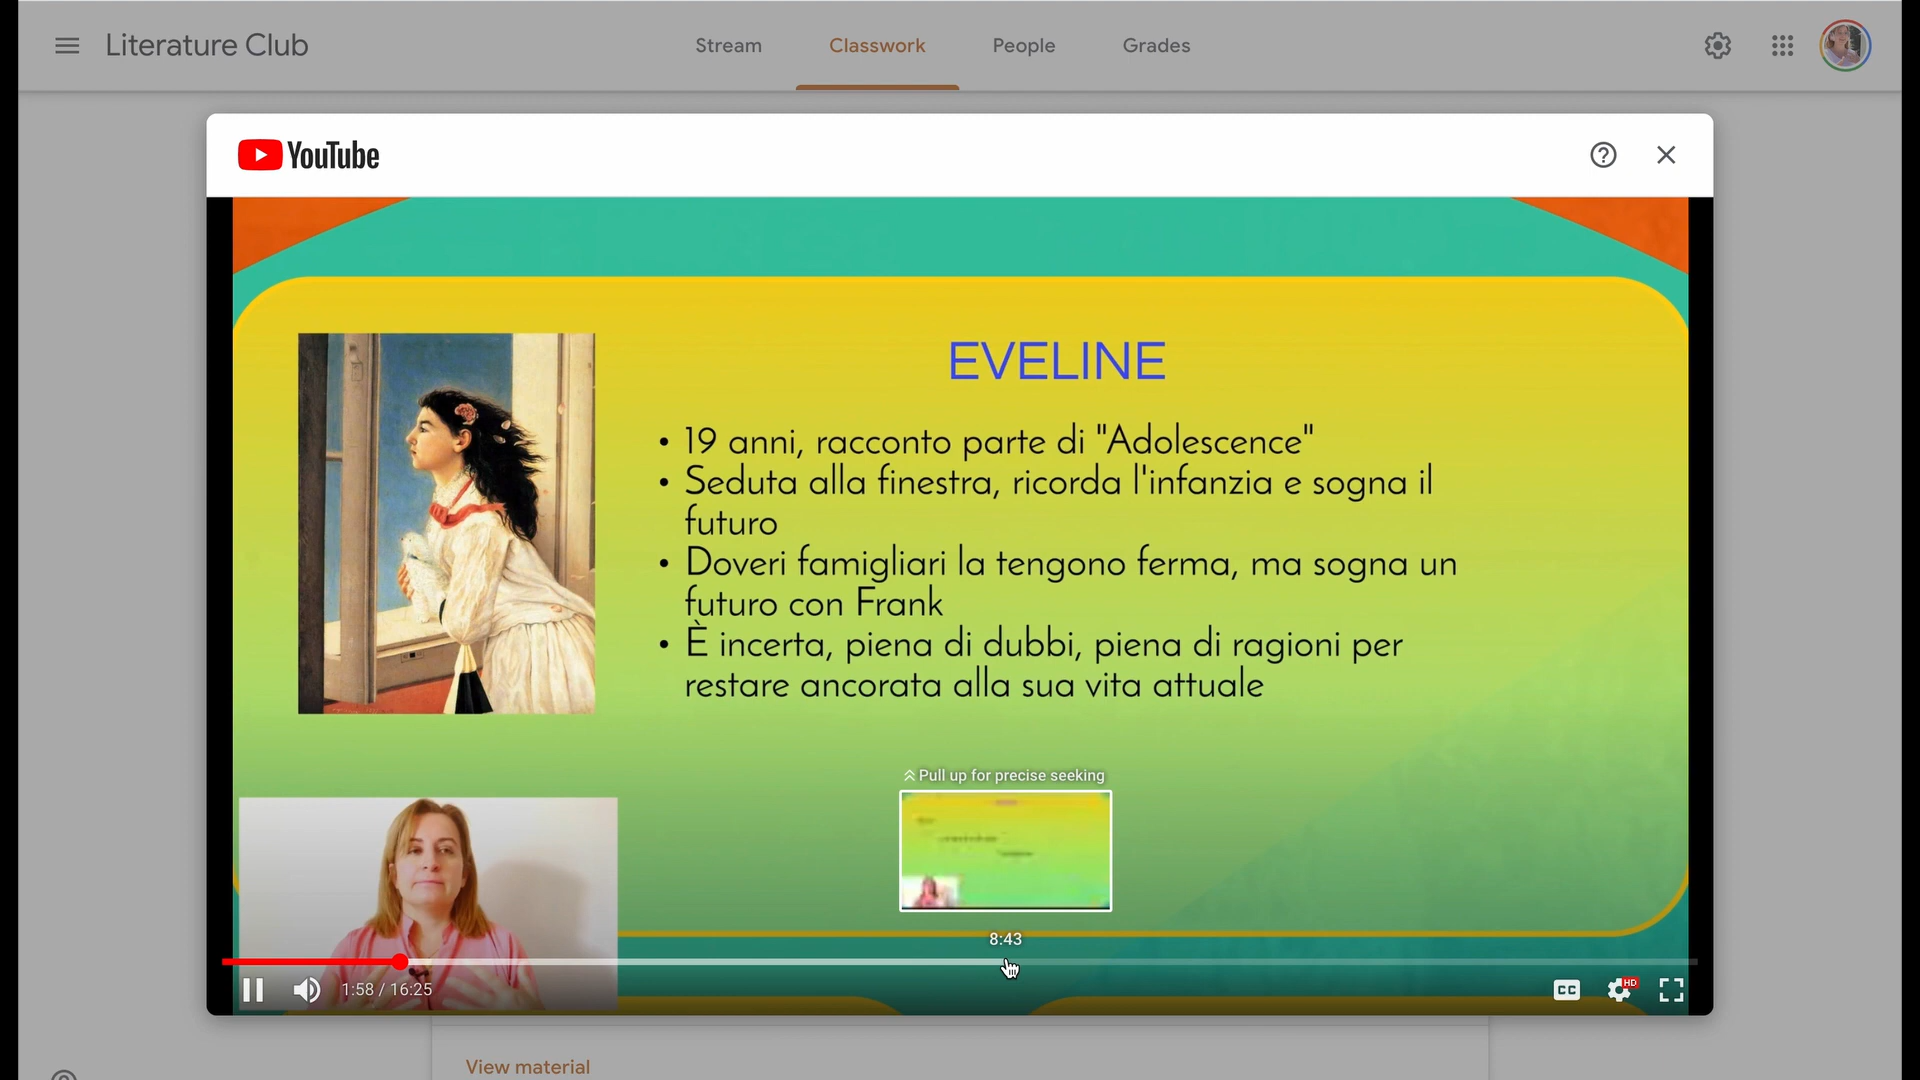 Literature Club
Stream
Classwork
People
Grades
YouTube
EVELINE
• 19 anni, racconto parte di "Adolescence"
• Seduta alla finestra, ricorda l'infanzia e sogna il
futuro
• Doveri famigliari la tengono ferma, ma sogna un
futuro con Frank
• È incerta, piena di dubbi, piena di ragioni per
restare ancorata alla sua vita attuale
Pull up for precise seeking
8:43
1:58 / 16:25
CC
HD
View material